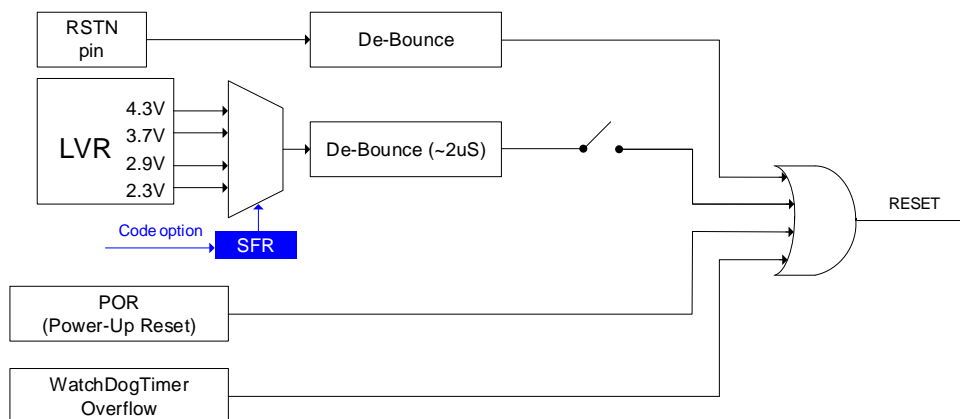 RSTN
pin
De-Bounce
LVR
4.3V
3.7V
2.9V
2.3V
De-Bounce (~2uS)
Code option
SFR
RESET
POR
(Power-Up Reset)
WatchDogTimer
Overflow